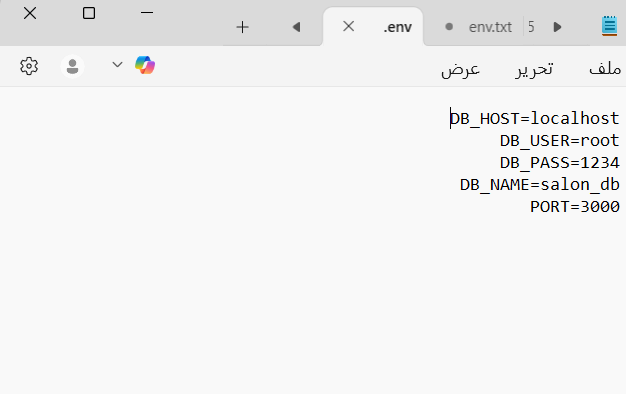 .env
env.txt
5
ملف
تحرير
عرض
DB_HOST=localhost
DB_USER=root
DB_PASS=1234
DB_NAME=salon_db
PORT=3000